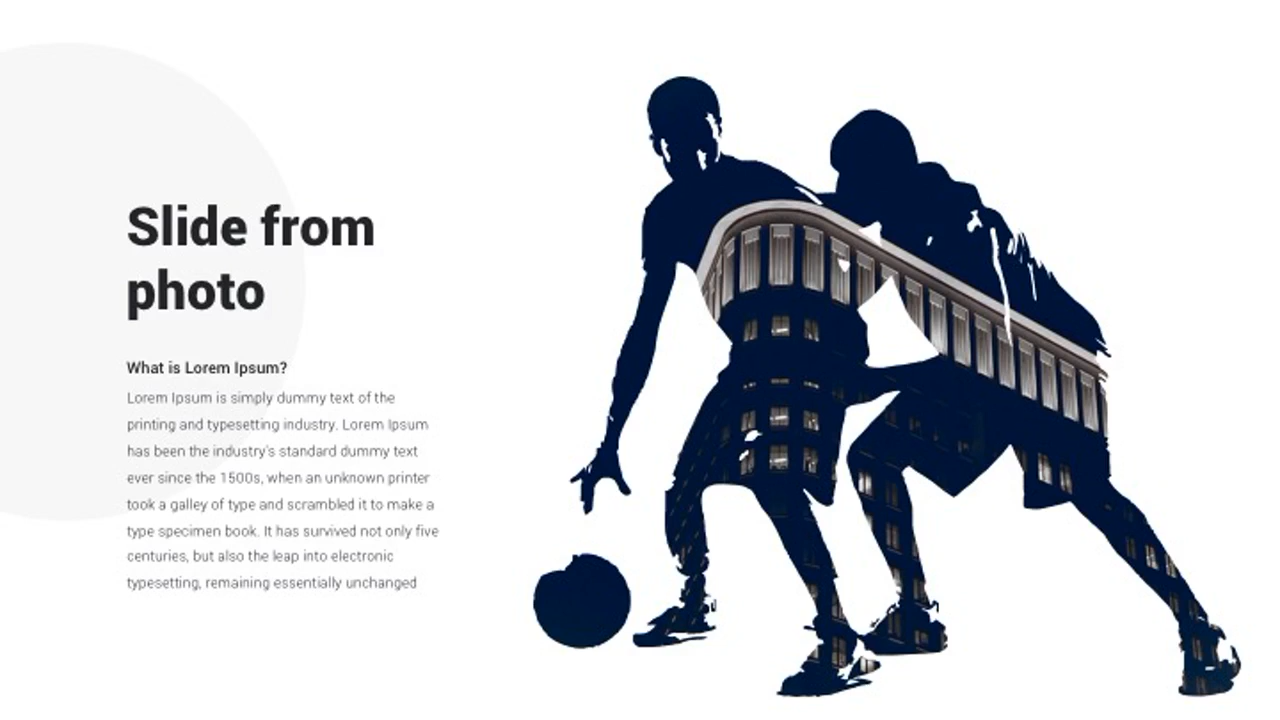 Slide from
photo
What is Lorem Ipsum?
Lorem Ipsum is simply dummy text of the
printing and typesetting industry. Lorem Ipsum
has been the industry's standard dummy text
ever since the 1500s, when an unknown printer
took a galley of type and scrambled it to make a
type specimen book. It has survived not only five
centuries, but also the leap into electronic
typesetting, remaining essentially unchanged